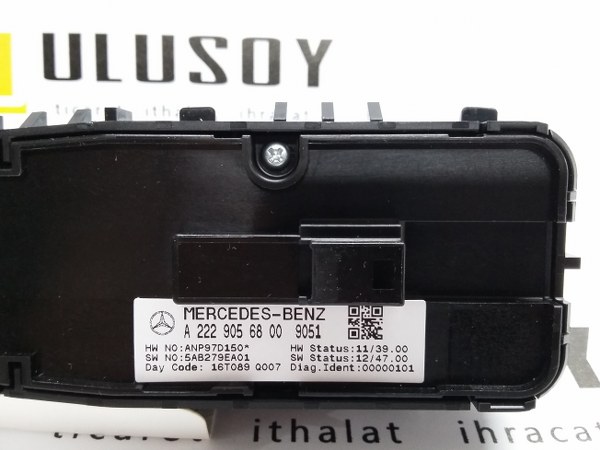 ULUSOY
ticaret ithalat ihracat
MERCEDES-BENZ
A 222 905 68 00 9051
HW NO:ANP97D150* HW Status:11/39.00
SW NO:5AB279EA01 SW Status:12/47.00
Day Code: 16T089 Q007 Diag.Ident:00000101
ticaret ithalat ihracat